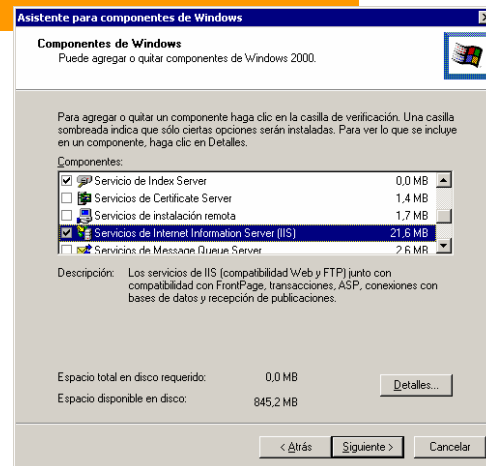 Asistente para componentes de Windows
Componentes de Windows
Puede agregar o quitar componentes de Windows 2000.
Para agregar o quitar un componente haga clic en la casilla de verificación. Una casilla
sombreada indica que sólo ciertas opciones serán instaladas. Para ver lo que se incluye
en un componente, haga clic en Detalles.
Componentes:
Servicio de Index Server 0,0 MB
Servicios de Certificate Server 1,4 MB
Servicios de instalación remota 1,7 MB
Servicios de Internet Information Server (IIS) 21,6 MB
Servicios de Message Queue Server 2,6 MB
Descripción: Los servicios de IIS (compatibilidad Web y FTP) junto con
compatibilidad con FrontPage, transacciones, ASP, conexiones con
bases de datos y recepción de publicaciones.
Espacio total en disco requerido: 0,0 MB
Detalles...
Espacio disponible en disco: 845,2 MB
< Atrás Siguiente > Cancelar